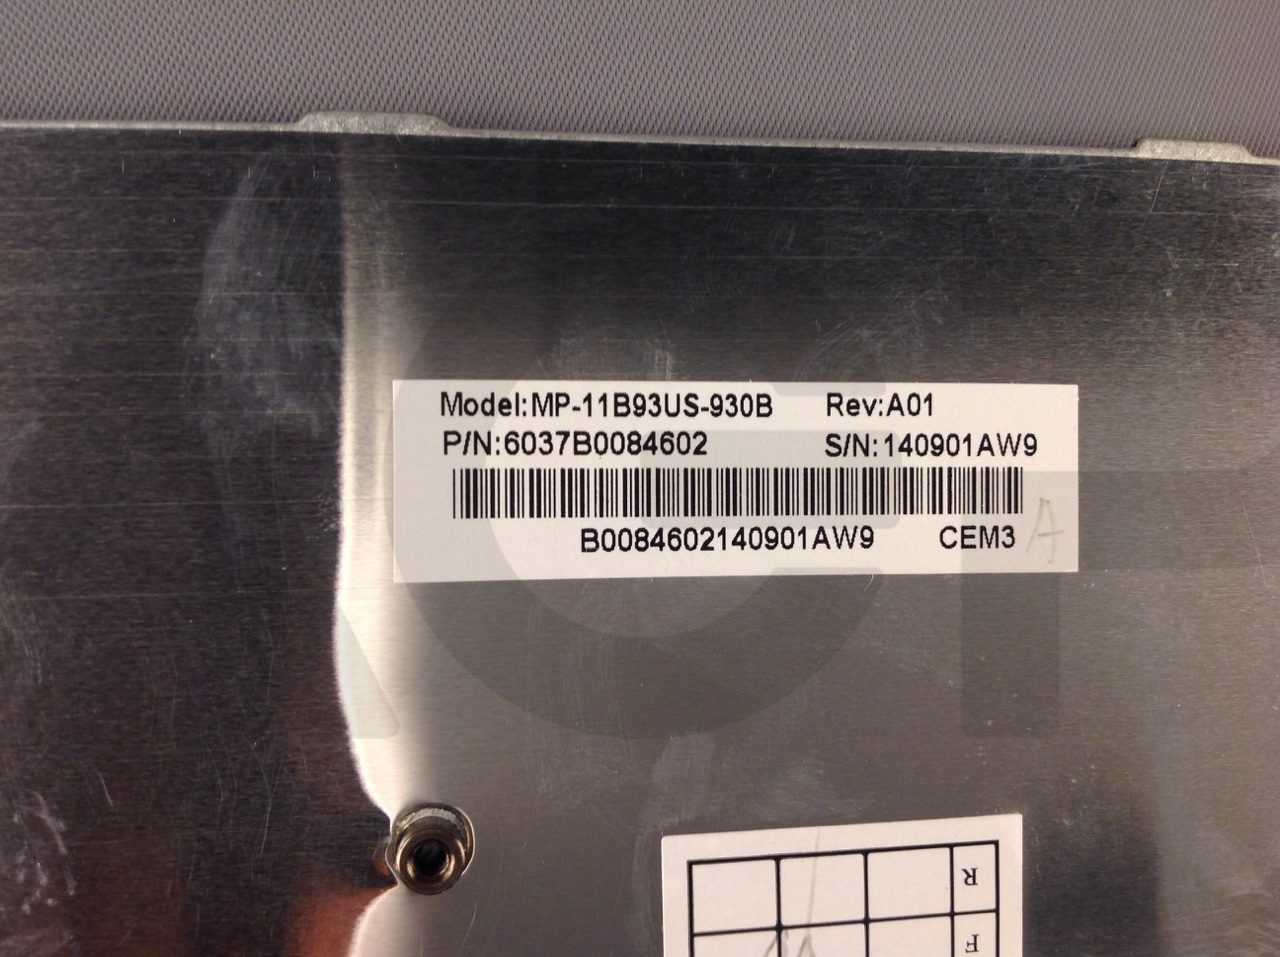 Model:MP-11B93US-930B Rev:A01
P/N:6037B0084602 S/N:140901AW9
B0084602140901AW9 CEM3
A
R
F